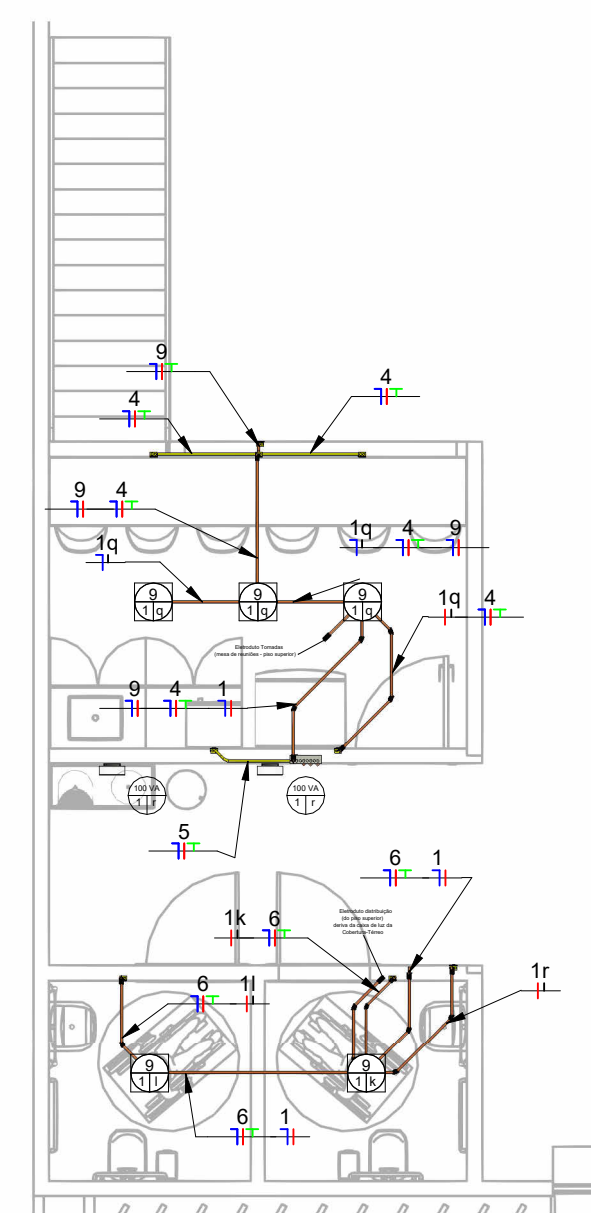 9
4
4
9 4
1q
1q 4 9
9
1 q
9
1 q
9
1 q
1q 4
Eletroduto Tomadas
(mesa de reuniões - piso superior)
9 4 1
100 VA
1 r
100 VA
1 r
5
6 1
Eletroduto distribuição
(do piso superior)
deriva da caixa de luz da
Cobertura-Térreo
1k 6
1r
6 1l
9
1 l
9
1 k
6 1